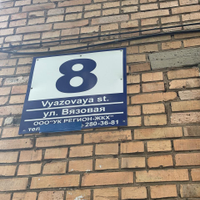 8
Vyazovaya st.
ул. Вязовая
ООО"УК РЕГИОН-ЖКХ"
тел. 280-36-81